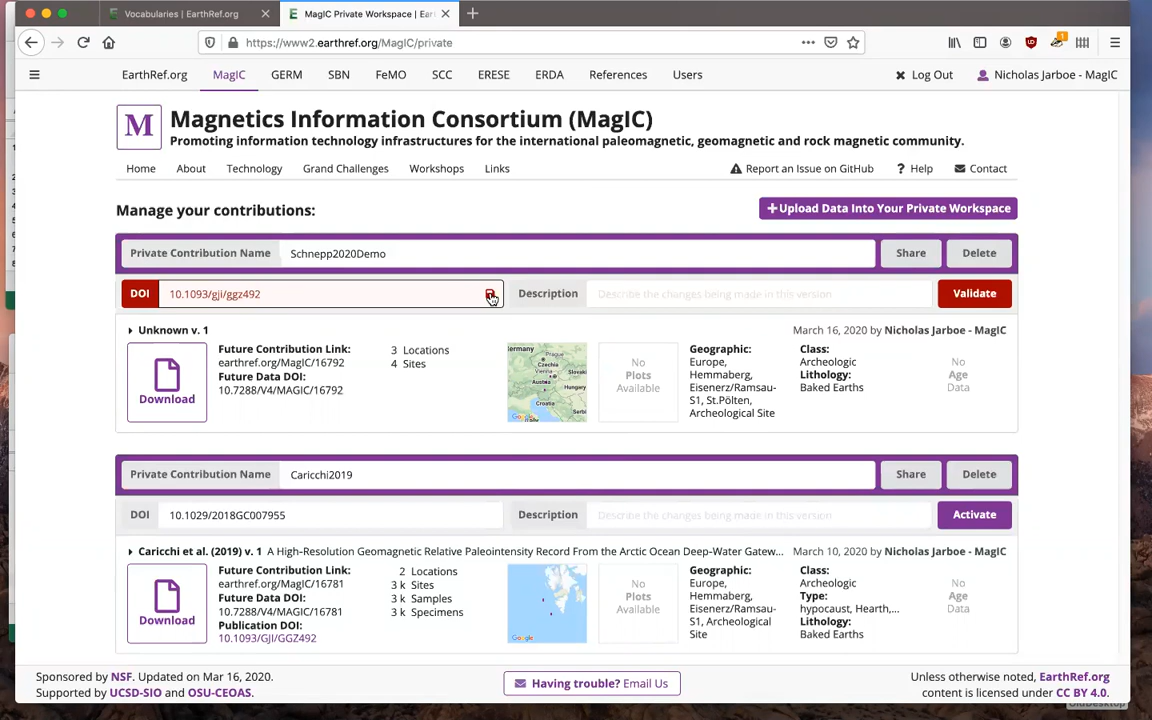 Vocabularies | EarthRef.org
MagIC Private Workspace | Ear
https://www2.earthref.org/MagIC/private
1
EarthRef.org MagIC GERM SBN FeMO SCC ERESE ERDA References Users Log Out Nicholas Jarboe - MagIC
M
Magnetics Information Consortium (MagIC)
Promoting information technology infrastructures for the international paleomagnetic, geomagnetic and rock magnetic community.
Home About Technology Grand Challenges Workshops Links Report an Issue on GitHub ? Help Contact
Manage your contributions:
+Upload Data Into Your Private Workspace
Private Contribution Name Schnepp2020Demo Share Delete
DOI 10.1093/gji/ggz492 Description Describe the changes being made in this version Validate
Unknown v. 1 March 16, 2020 by Nicholas Jarboe - MagIC
Download
Future Contribution Link:
earthref.org/MagIC/16792
Future Data DOI:
10.7288/V4/MAGIC/16792
3 Locations
4 Sites
Germany
Prague
Czechia
Vienna
Austria
Hungary
Croatia
Google
No
Plots
Available
Geographic:
Europe,
Hemmaberg,
Eisenerz/Ramsau-
S1, St.Pölten,
Archeological Site
Class:
Archeologic
Lithology:
Baked Earths
No
Age
Data
Private Contribution Name Caricchi2019 Share Delete
DOI 10.1029/2018GC007955 Description Describe the changes being made in this version Activate
Caricchi et al. (2019) v. 1 A High-Resolution Geomagnetic Relative Paleointensity Record From the Arctic Ocean Deep-Water Gatew... March 10, 2020 by Nicholas Jarboe - MagIC
Download
Future Contribution Link:
earthref.org/MagIC/16781
Future Data DOI:
10.7288/V4/MAGIC/16781
Publication DOI:
10.1093/GJI/GGZ492
2 Locations
3 k Sites
3 k Samples
3 k Specimens
Google
No
Plots
Available
Geographic:
Europe,
Hemmaberg,
Eisenerz/Ramsau-
S1, Archeological
Site
Class:
Archeologic
Type:
hypocaust, Hearth,...
Lithology:
Baked Earths
No
Age
Data
Sponsored by NSF. Updated on Mar 16, 2020.
Supported by UCSD-SIO and OSU-CEOAS.
Having trouble? Email Us
Unless otherwise noted, EarthRef.org
content is licensed under CC BY 4.0.
OldDesktop